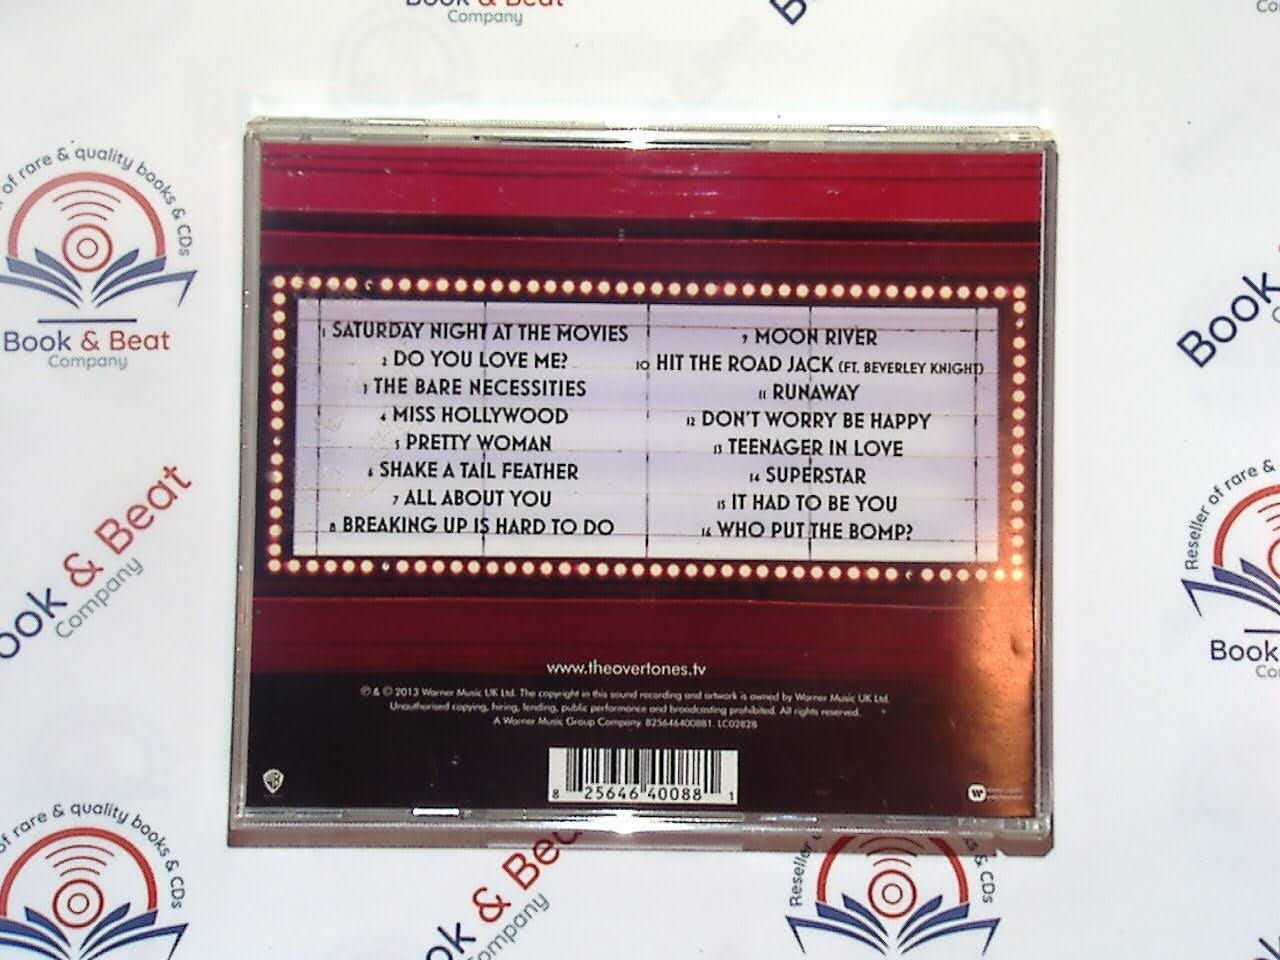 Book & Beat
Company
of rare & quality books & CDs
Book & Beat
Company
1 SATURDAY NIGHT AT THE MOVIES
2 DO YOU LOVE ME?
3 THE BARE NECESSITIES
4 MISS HOLLYWOOD
5 PRETTY WOMAN
6 SHAKE A TAIL FEATHER
7 ALL ABOUT YOU
8 BREAKING UP IS HARD TO DO
9 MOON RIVER
10 HIT THE ROAD JACK (FT. BEVERLEY KNIGHT)
11 RUNAWAY
12 DON'T WORRY BE HAPPY
13 TEENAGER IN LOVE
14 SUPERSTAR
15 IT HAD TO BE YOU
16 WHO PUT THE BOMP?
Book
Reseller of rare &
Book
Book & Beat
Company
www.theovertones.tv
℗ & © 2013 Warner Music UK Ltd. The copyright in this sound recording and artwork is owned by Warner Music UK Ltd.
Unauthorised copying, hiring, lending, public performance and broadcasting prohibited. All rights reserved.
A Warner Music Group Company. 825646400881. LC02828
8 25646 40088 1
of rare & quality books & CDs
& Beat
Company
Reseller
& CDs